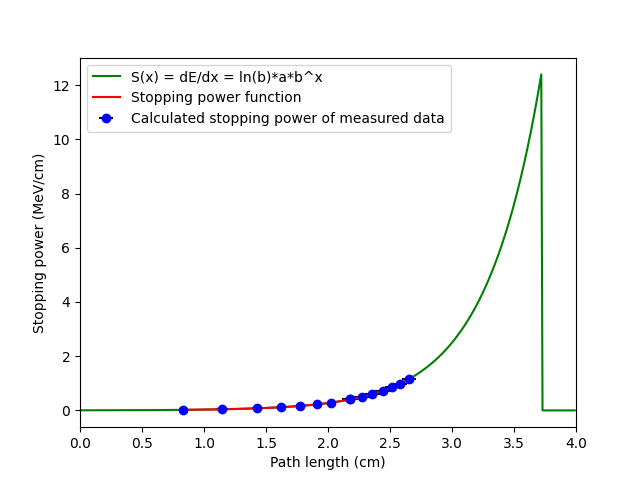 S(x) = dE/dx = ln(b)*a*b^x
Stopping power function
Calculated stopping power of measured data
Stopping power (MeV/cm)
12
10
8
6
4
2
0
0.0 0.5 1.0 1.5 2.0 2.5 3.0 3.5 4.0
Path length (cm)